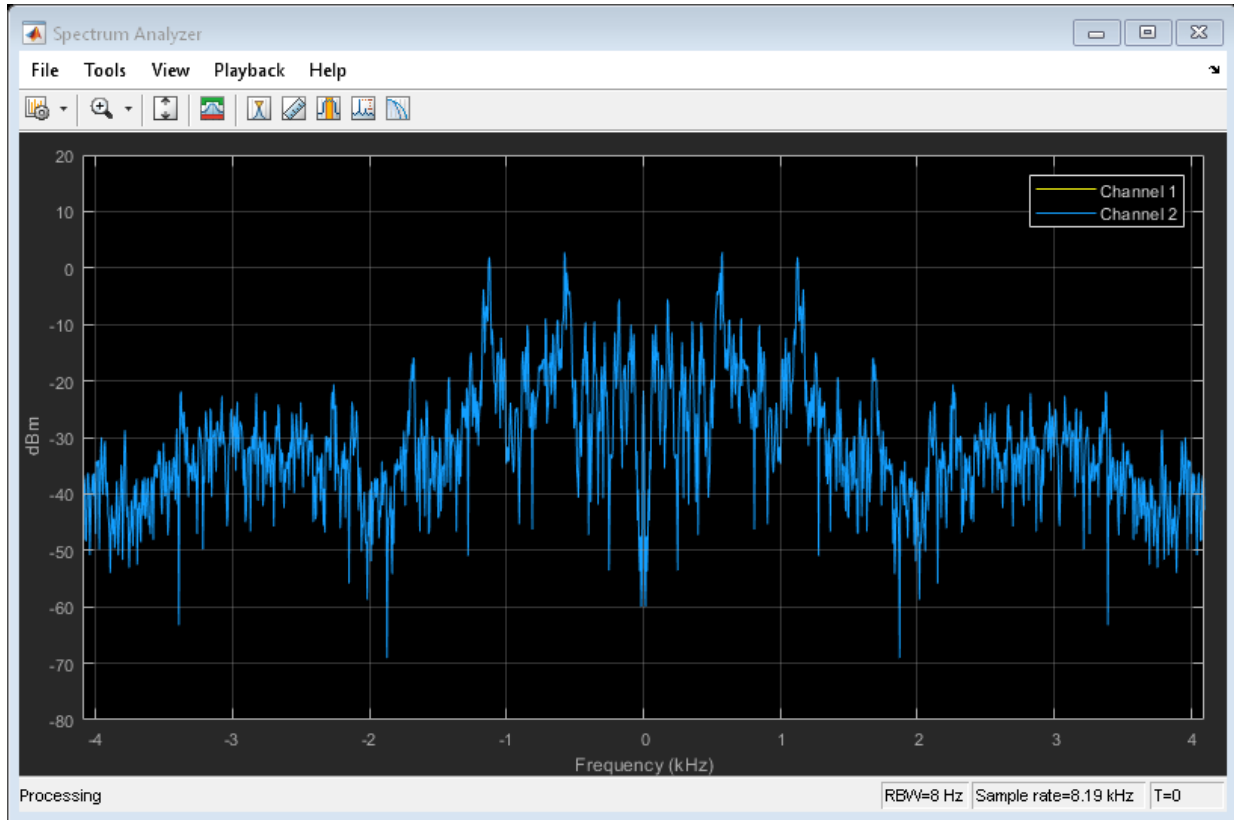 Spectrum Analyzer
File Tools View Playback Help
20
10
0
-10
-20
-30
-40
-50
-60
-70
-80
dBm
Channel 1
Channel 2
-4 -3 -2 -1 0 1 2 3 4
Frequency (kHz)
Processing RBW=8 Hz Sample rate=8.19 kHz T=0